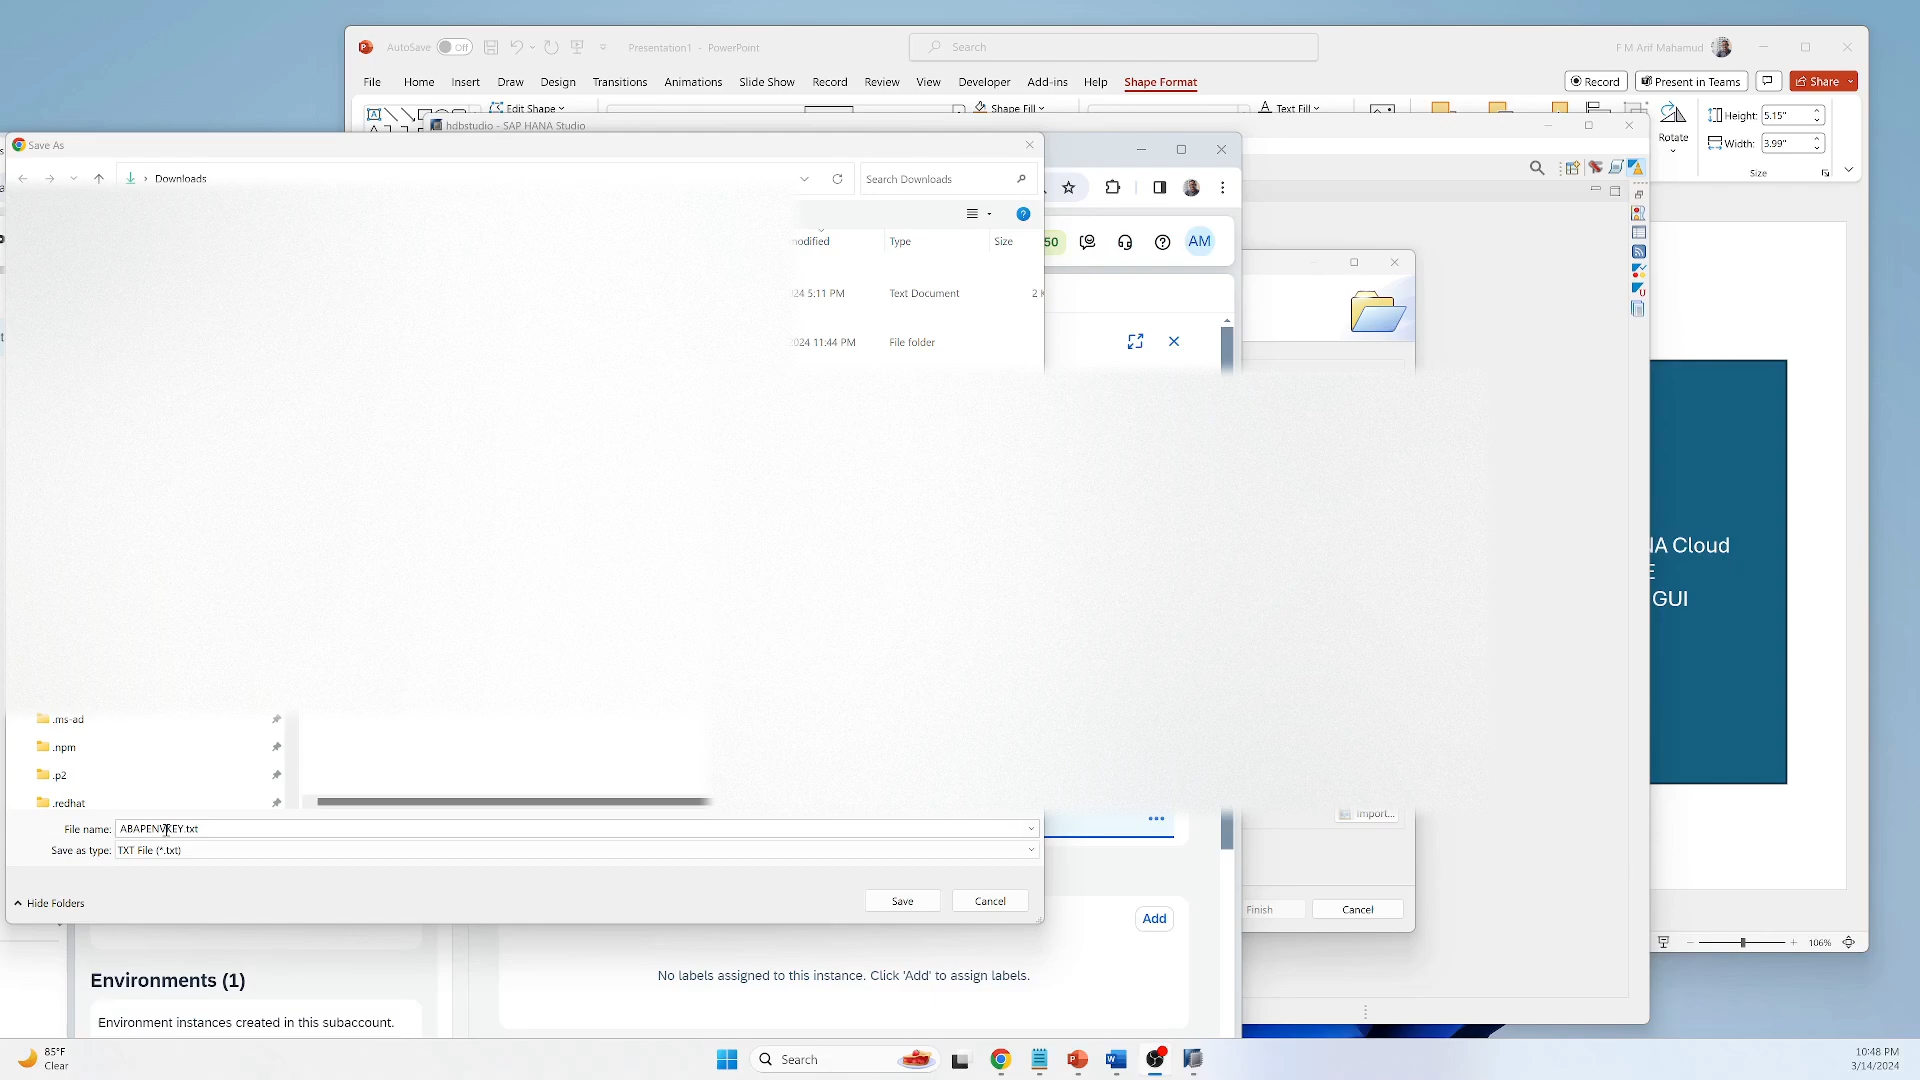 AutoSave Off Presentation1 - PowerPoint Search F M Arif Mahamud
File Home Insert Draw Design Transitions Animations Slide Show Record Review View Developer Add-ins Help Shape Format Record Present in Teams Share
Edit Shape Shape Fill Text Fill
Height: 5.15"
Rotate
Width: 3.99"
Size
hdbstudio - SAP HANA Studio
Save As
Downloads Search Downloads
Type Size
24 5:11 PM Text Document 2
2024 11:44 PM File folder
50 AM
.ms-ad
.npm
.p2
.redhat
File name: ABAPENVKEY.txt
Save as type: TXT File (*.txt)
Hide Folders Save Cancel
Import...
Finish Cancel
Add
No labels assigned to this instance. Click 'Add' to assign labels.
Environments (1)
Environment instances created in this subaccount.
Cloud
GUI
106%
85°F
Clear
Search
10:48 PM
3/14/2024